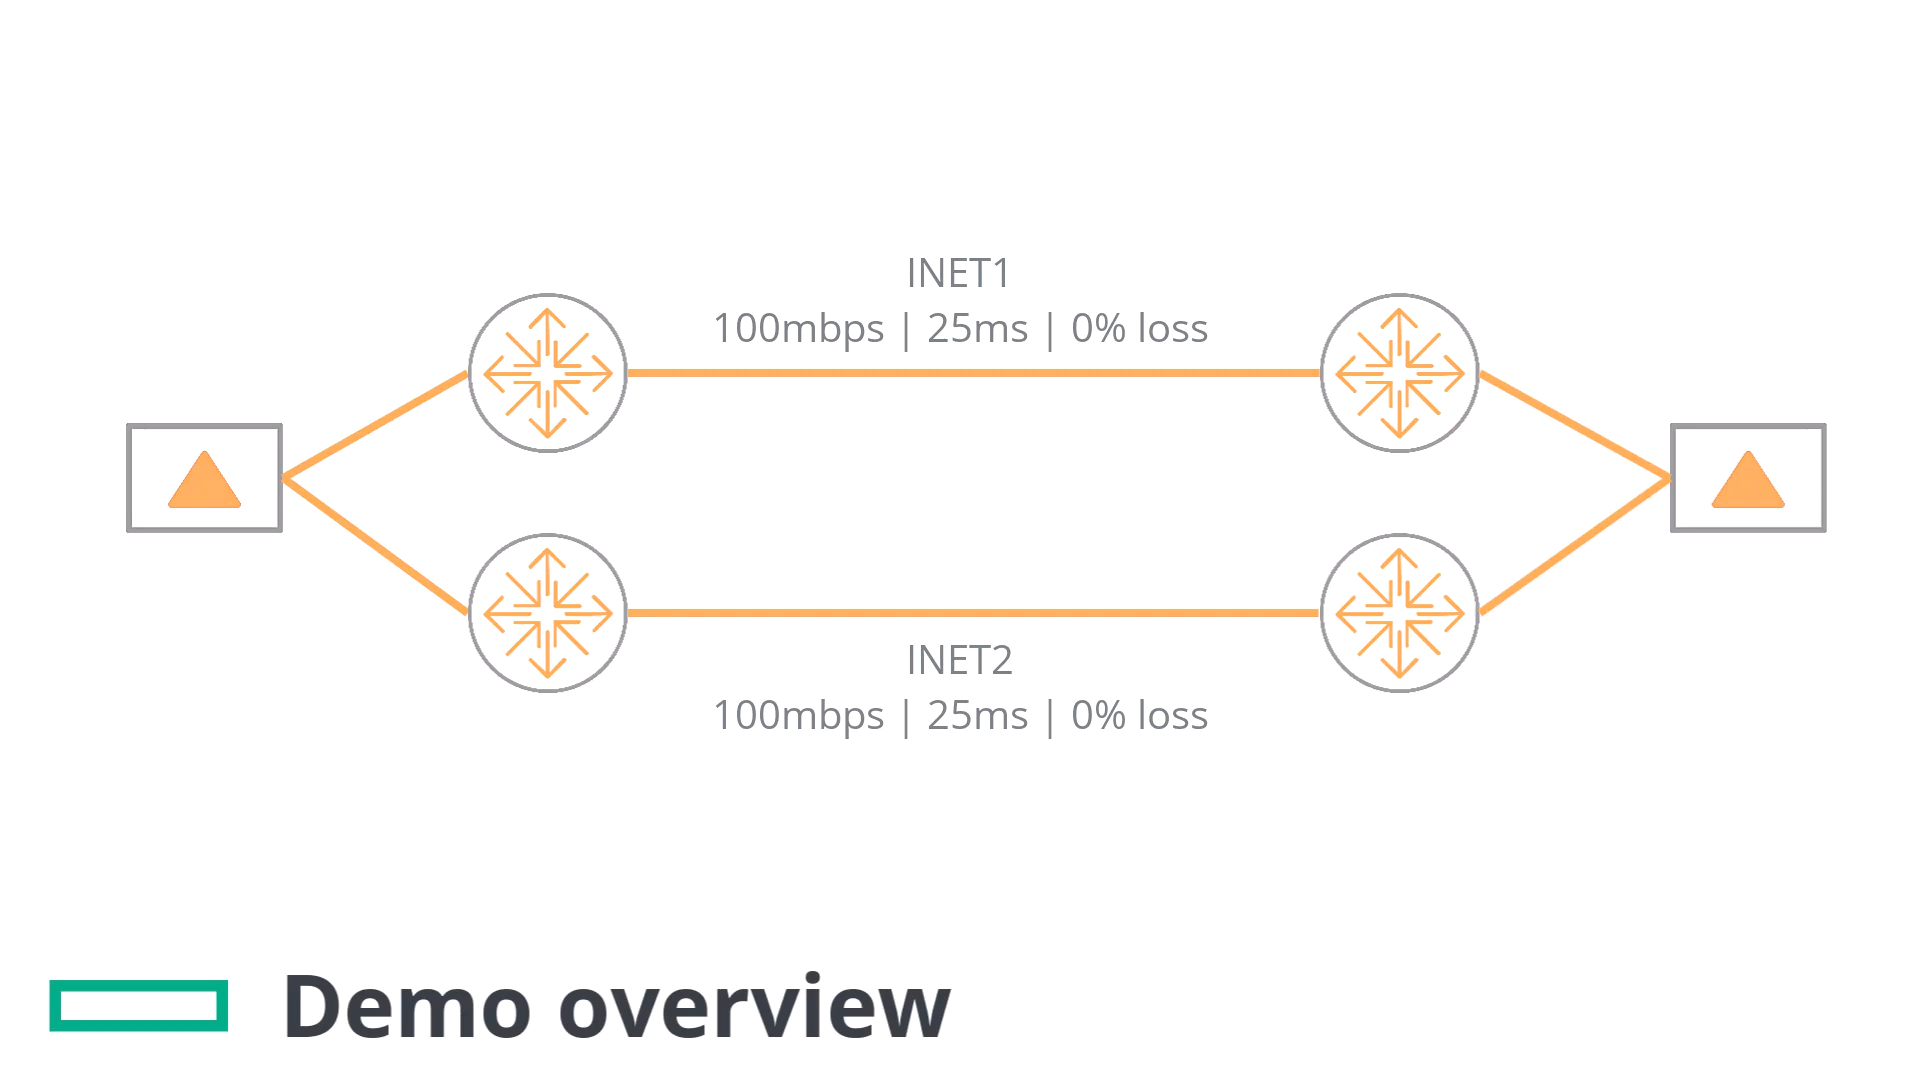 INET1
100mbps | 25ms | 0% loss
INET2
100mbps | 25ms | 0% loss
Demo overview